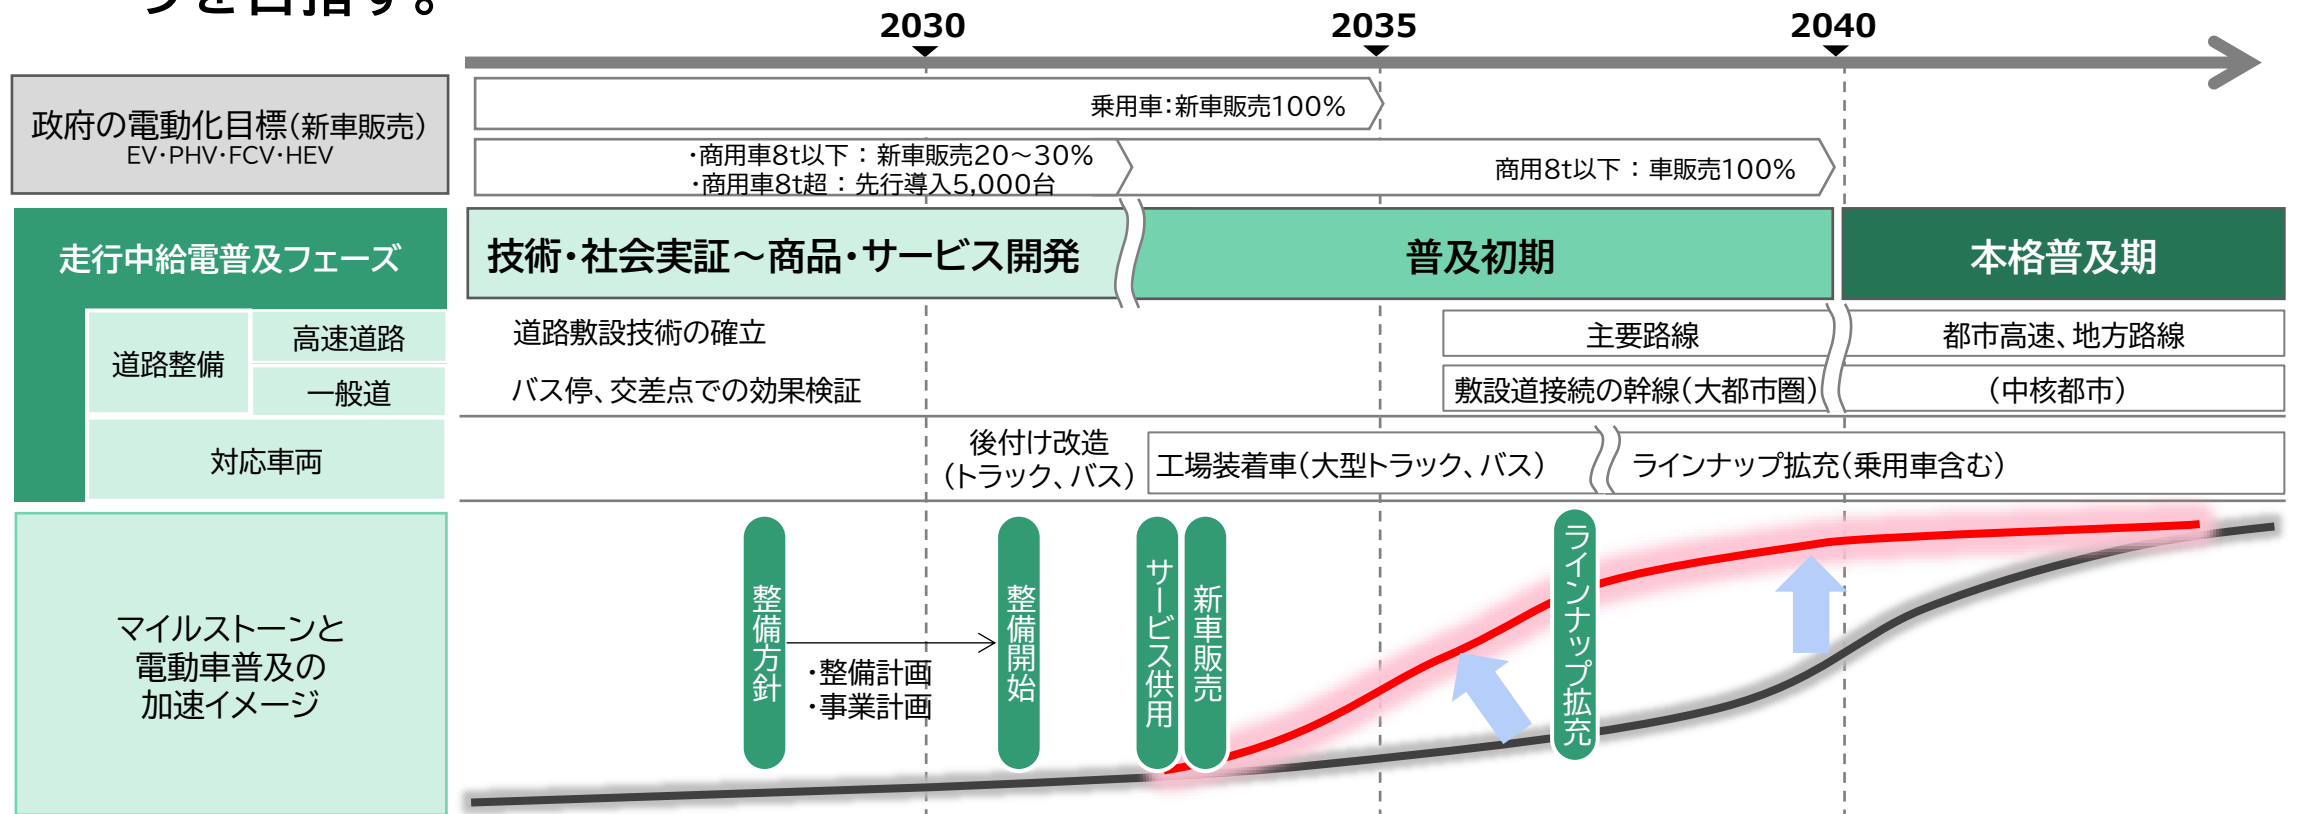 を目指す。
2030
2035
2040
政府の電動化目標(新車販売)
EV・PHV・FCV・HEV
乗用車:新車販売100%
・商用車8t以下 : 新車販売20~30%
・商用車8t超 : 先行導入5,000台
商用8t以下 : 車販売100%
走行中給電普及フェーズ
技術・社会実証~商品・サービス開発
普及初期
本格普及期
道路整備
高速道路
道路敷設技術の確立
主要路線
都市高速、地方路線
一般道
バス停、交差点での効果検証
敷設道接続の幹線(大都市圏)
(中核都市)
対応車両
後付け改造
(トラック、バス)
工場装着車(大型トラック、バス)
ラインナップ拡充(乗用車含む)
マイルストーンと
電動車普及の
加速イメージ
整備方針
・整備計画
・事業計画
整備開始
サービス供用
新車販売
ラインナップ拡充